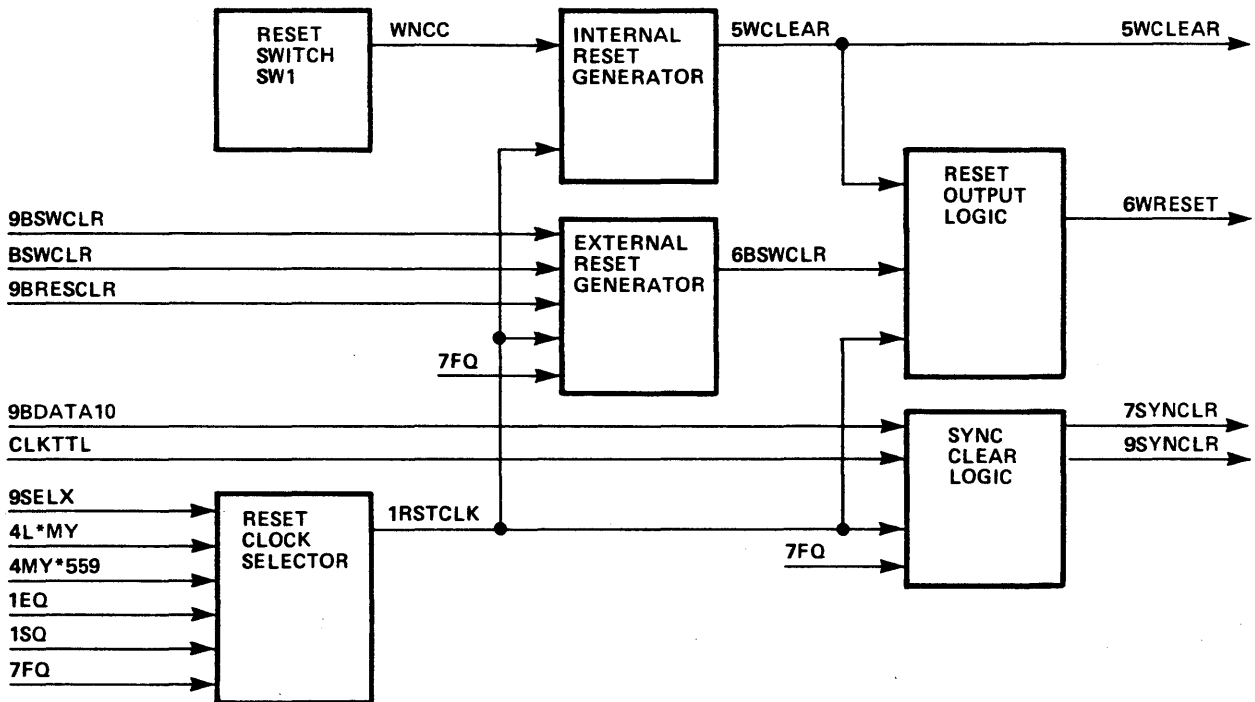 RESET
SWITCH
SW1
WNCC
INTERNAL
RESET
GENERATOR
5WCLEAR
5WCLEAR
RESET
OUTPUT
LOGIC
6WRESET
9BSWCLR
BSWCLR
9BRESCLR
7FQ
EXTERNAL
RESET
GENERATOR
6BSWCLR
9BDATA10
CLKTTL
SYNC
CLEAR
LOGIC
7SYNCLR
9SYNCLR
9SELX
4L*MY
4MY*559
1EQ
1SQ
7FQ
RESET
CLOCK
SELECTOR
1RSTCLK
7FQ